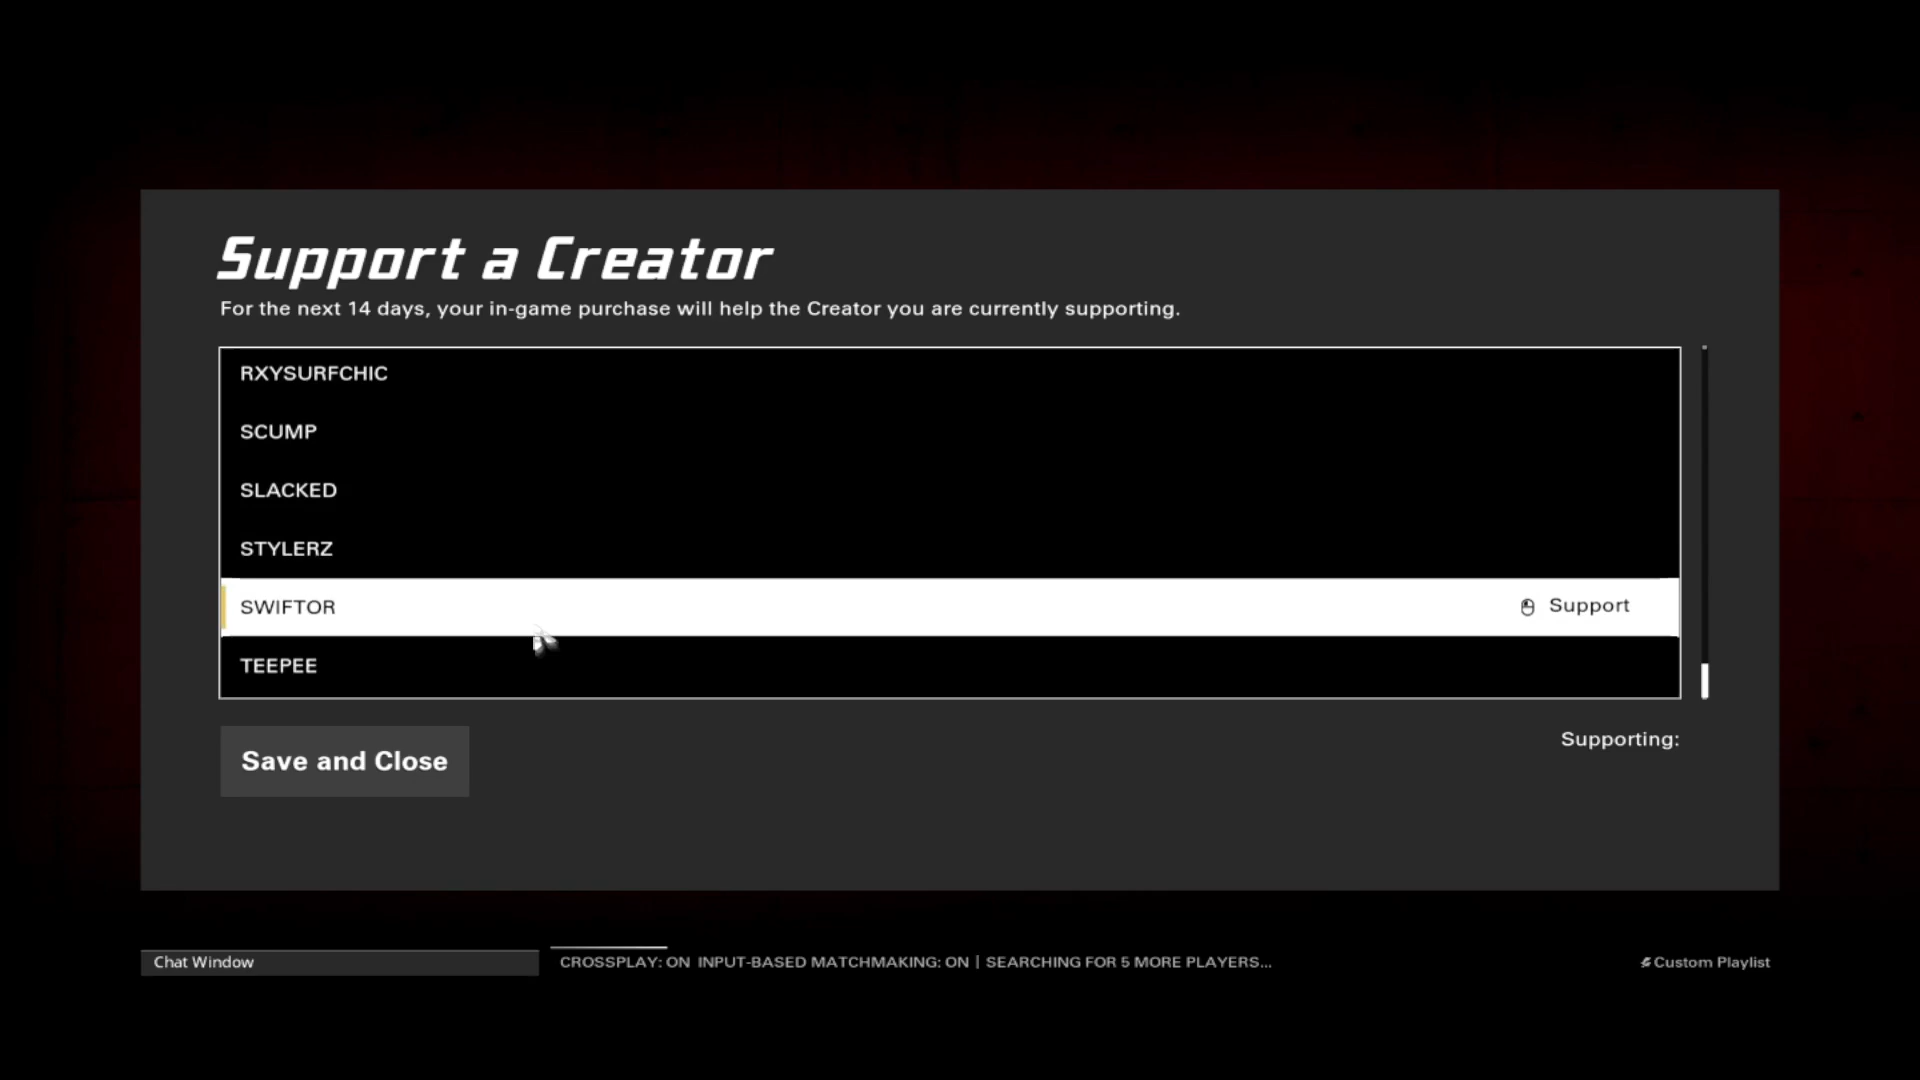 Support a Creator
For the next 14 days, your in-game purchase will help the Creator you are currently supporting.
RXYSURFCHIC
SCUMP
SLACKED
STYLERZ
SWIFTOR
Support
TEEPEE
Save and Close
Supporting:
Chat Window
CROSSPLAY: ON INPUT-BASED MATCHMAKING: ON | SEARCHING FOR 5 MORE PLAYERS...
Custom Playlist